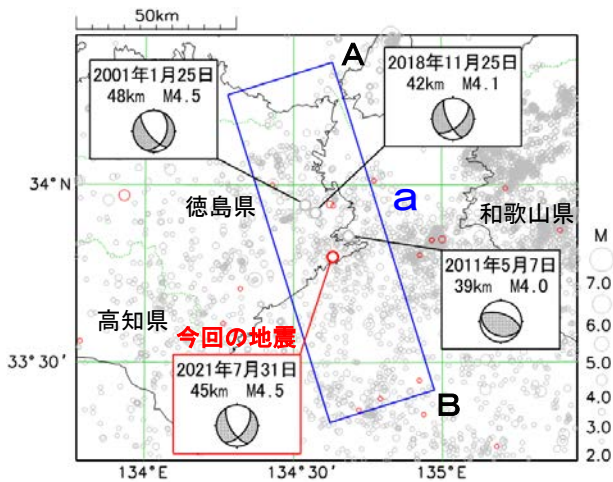 50km
A
2001年1月25日
48km M4.5
2018年11月25日
42km M4.1
34°N
徳島県
a
和歌山県
2011年5月7日
39km M4.0
高知県
今回の地震
2021年7月31日
45km M4.5
33°30'
B
M
7.0
6.0
5.0
4.0
3.0
2.0
134°E
134°30'
135°E